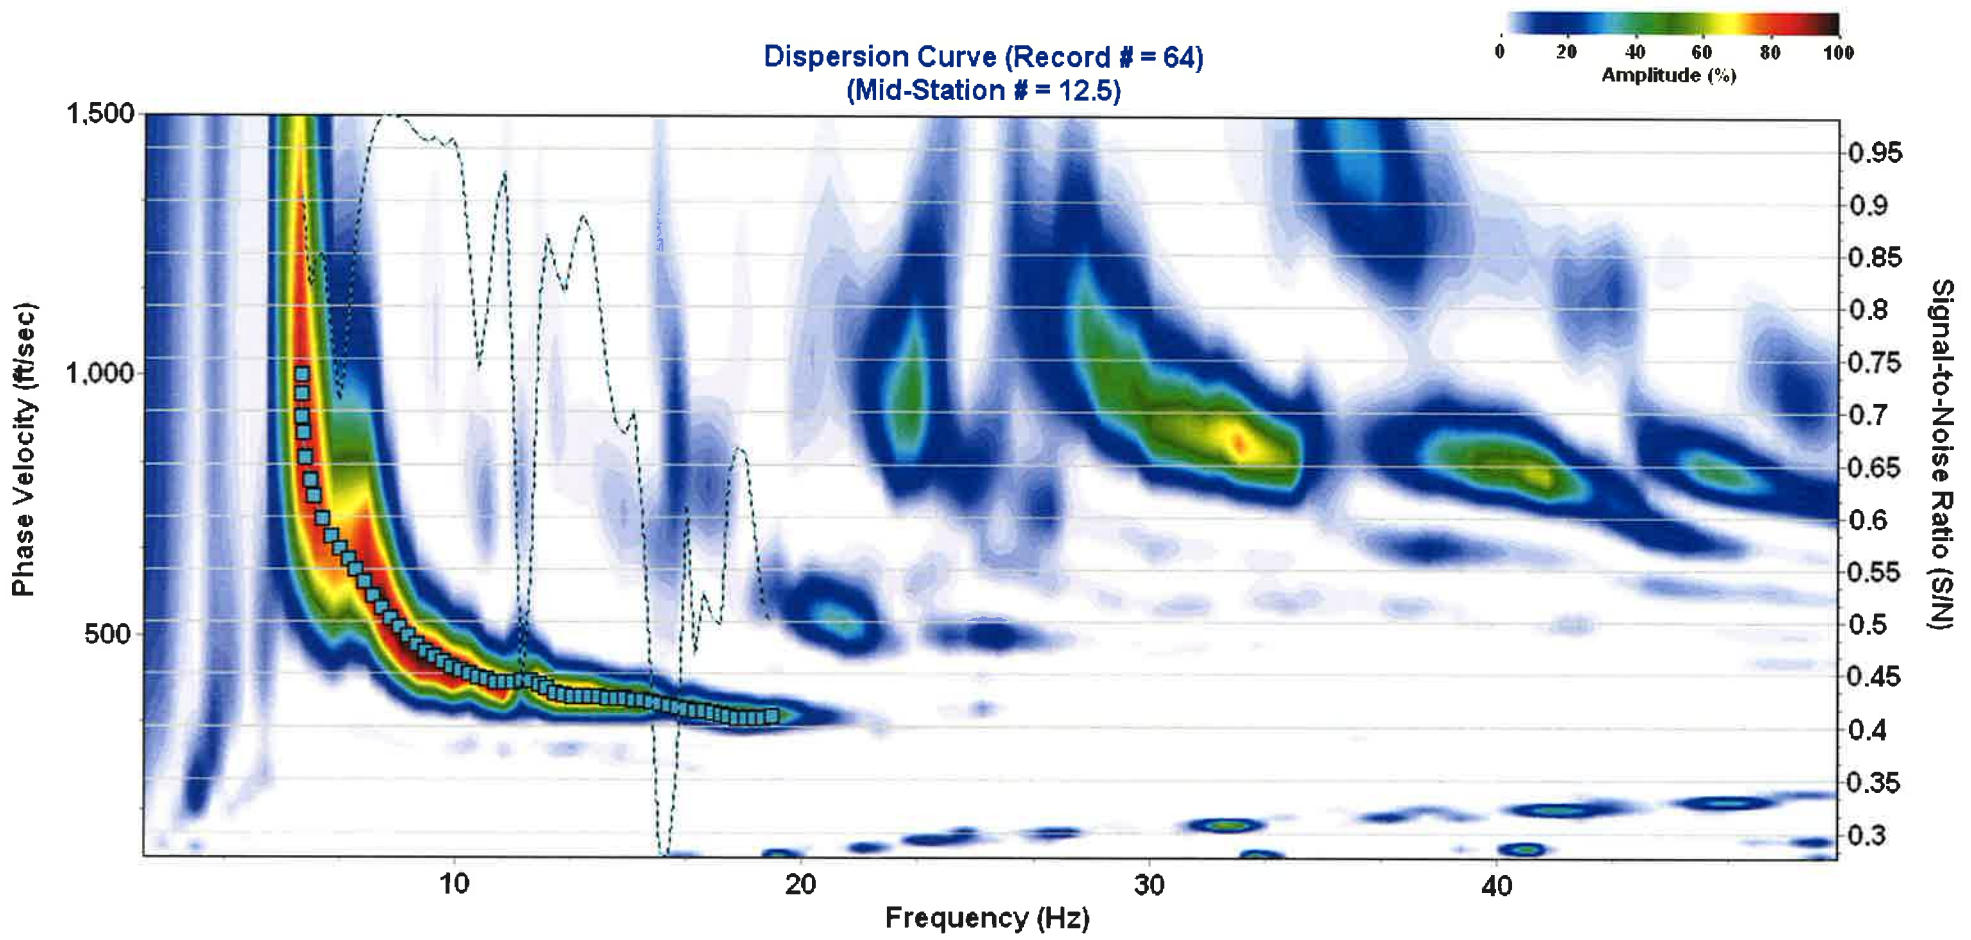 0 20 40 60 80 100
Amplitude (%)
Dispersion Curve (Record # = 64)
(Mid-Station # = 12.5)
1,500
1,000
500
Phase Velocity (ft/sec)
0.95
0.9
0.85
0.8
0.75
0.7
0.65
0.6
0.55
0.5
0.45
0.4
0.35
0.3
Signal-to-Noise Ratio (S/N)
10 20 30 40
Frequency (Hz)